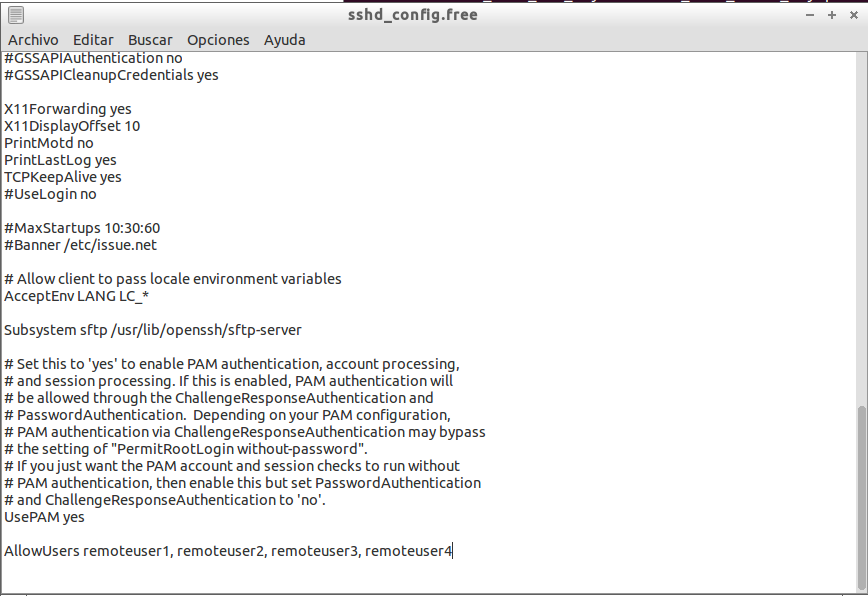 sshd_config.free
Archivo Editar Buscar Opciones Ayuda
#GSSAPIAuthentication no
#GSSAPICleanupCredentials yes
X11Forwarding yes
X11DisplayOffset 10
PrintMotd no
PrintLastLog yes
TCPKeepAlive yes
#UseLogin no
#MaxStartups 10:30:60
#Banner /etc/issue.net
# Allow client to pass locale environment variables
AcceptEnv LANG LC_*
Subsystem sftp /usr/lib/openssh/sftp-server
# Set this to 'yes' to enable PAM authentication, account processing,
# and session processing. If this is enabled, PAM authentication will
# be allowed through the ChallengeResponseAuthentication and
# PasswordAuthentication.  Depending on your PAM configuration,
# PAM authentication via ChallengeResponseAuthentication may bypass
# the setting of "PermitRootLogin without-password".
# If you just want the PAM account and session checks to run without
# PAM authentication, then enable this but set PasswordAuthentication
# and ChallengeResponseAuthentication to 'no'.
UsePAM yes
AllowUsers remoteuser1, remoteuser2, remoteuser3, remoteuser4